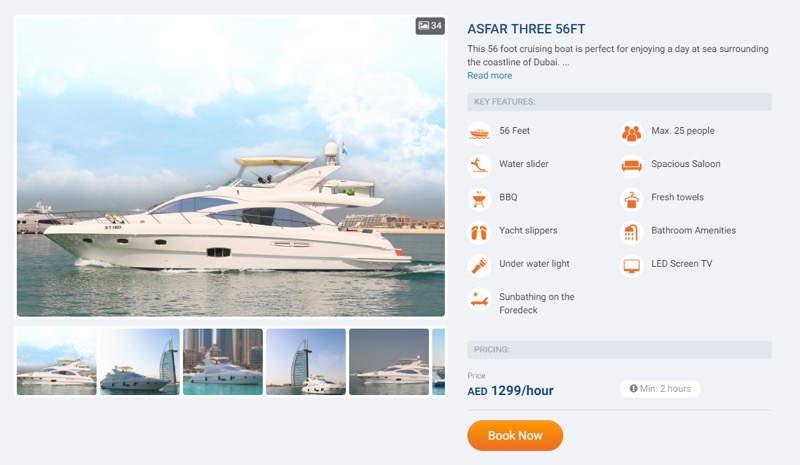 34
ASFAR THREE 56FT
This 56 foot cruising boat is perfect for enjoying a day at sea surrounding
the coastline of Dubai. ...
Read more
KEY FEATURES:
56 Feet
Max. 25 people
Water slider
Spacious Saloon
BBQ
Fresh towels
Yacht slippers
Bathroom Amenities
Under water light
LED Screen TV
Sunbathing on the
Foredeck
PRICING:
Price
AED 1299/hour
Min: 2 hours
Book Now